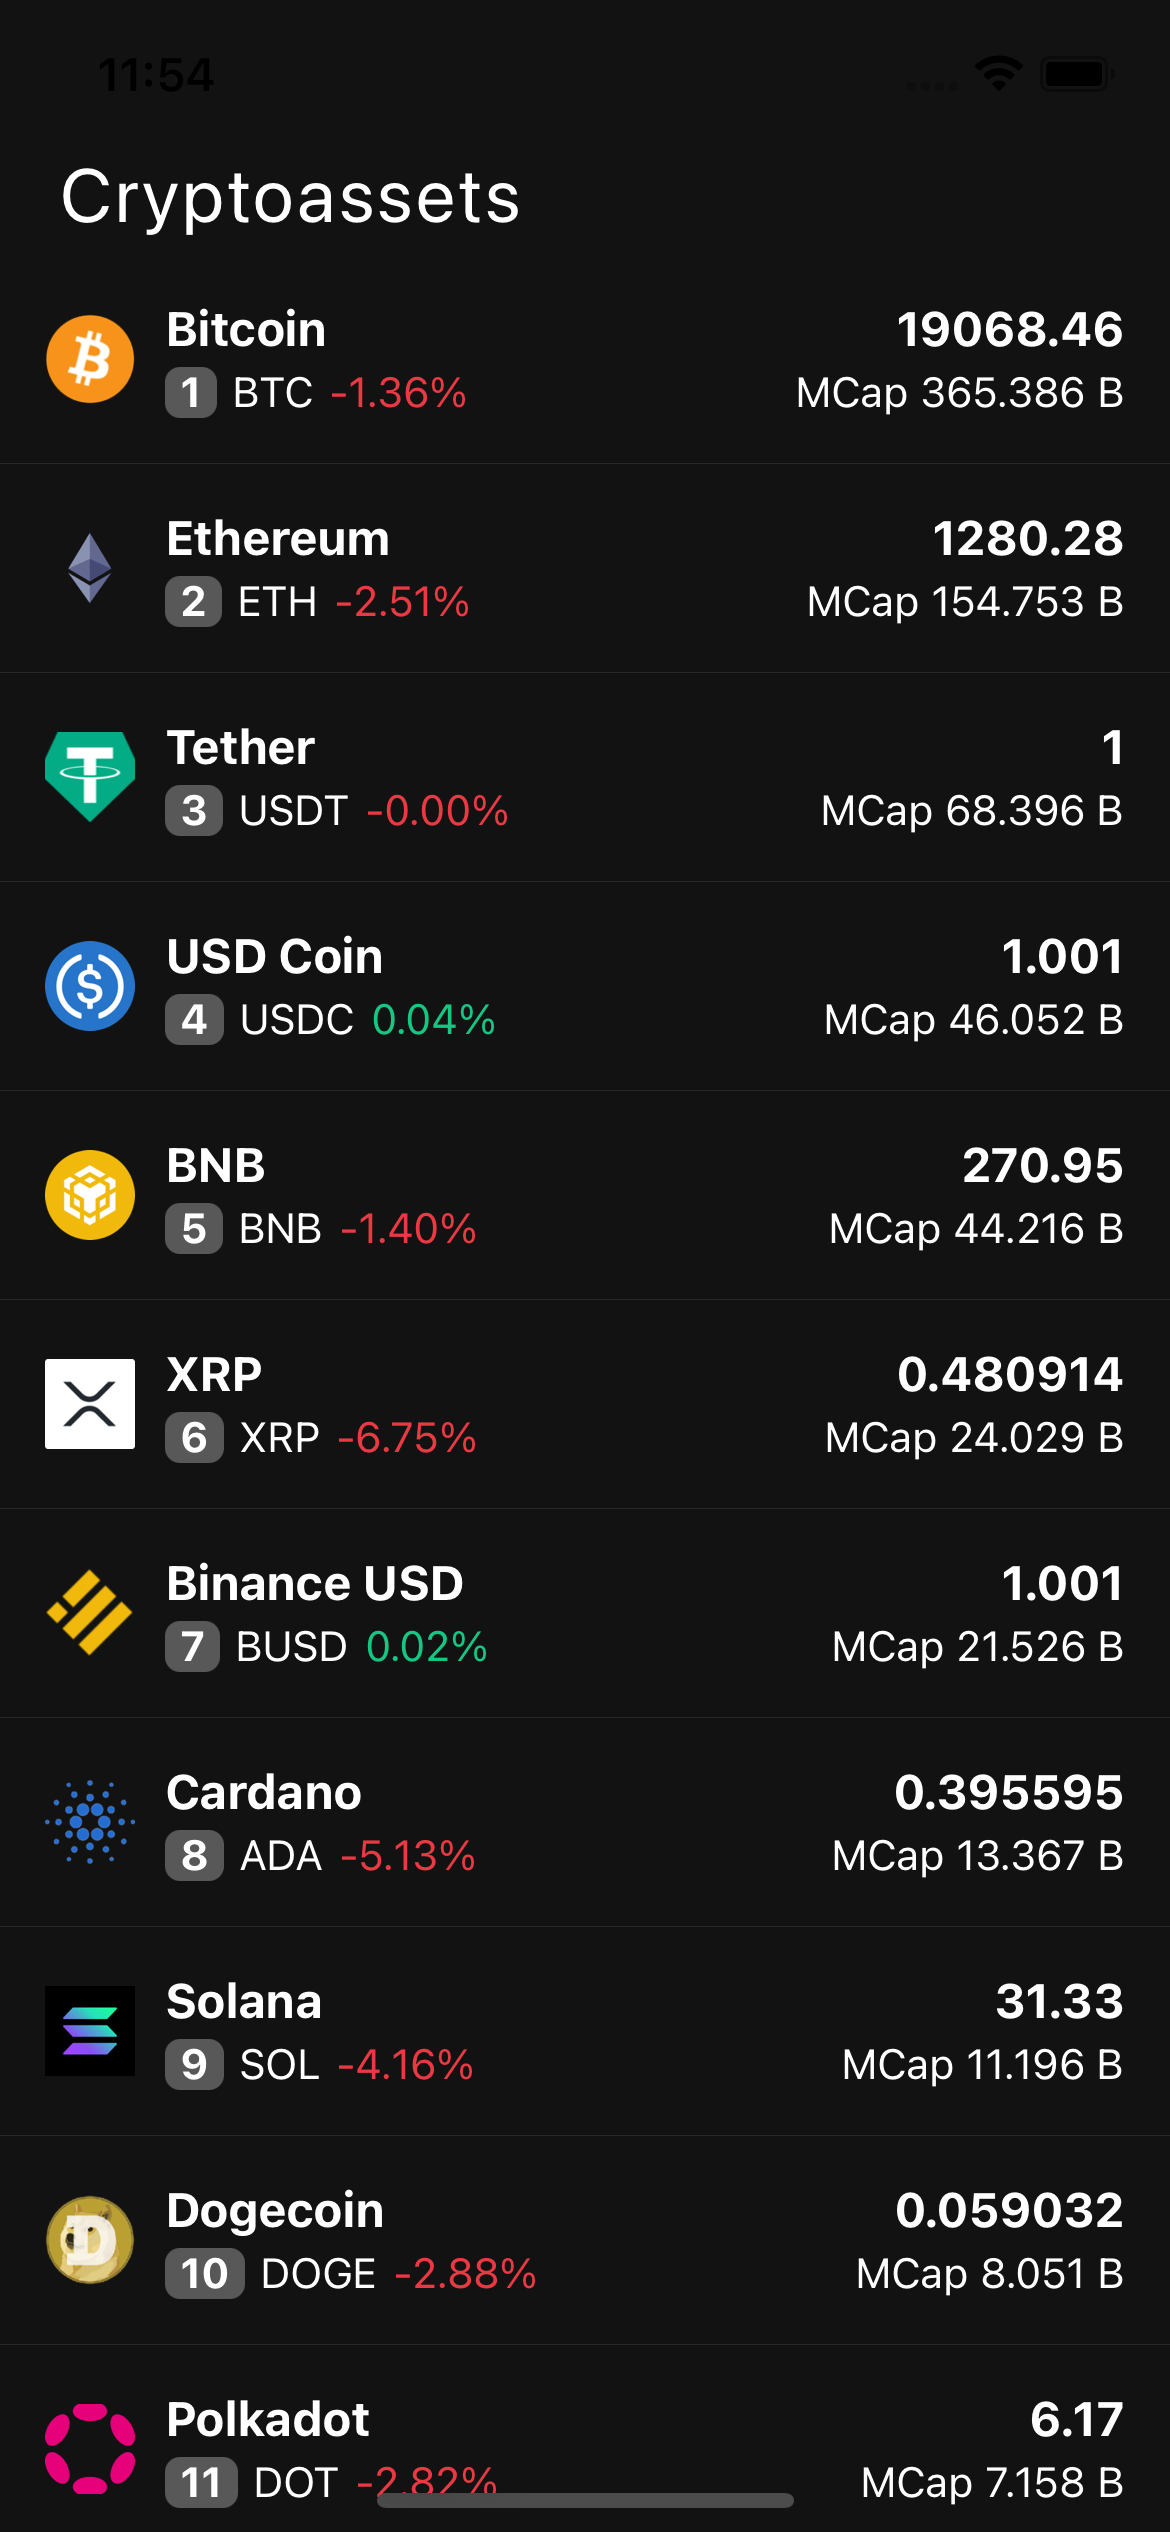 11:54
Cryptoassets
Bitcoin 19068.46
1 BTC -1.36% MCap 365.386 B
Ethereum 1280.28
2 ETH -2.51% MCap 154.753 B
Tether 1
3 USDT -0.00% MCap 68.396 B
USD Coin 1.001
4 USDC 0.04% MCap 46.052 B
BNB 270.95
5 BNB -1.40% MCap 44.216 B
XRP 0.480914
6 XRP -6.75% MCap 24.029 B
Binance USD 1.001
7 BUSD 0.02% MCap 21.526 B
Cardano 0.395595
8 ADA -5.13% MCap 13.367 B
Solana 31.33
9 SOL -4.16% MCap 11.196 B
Dogecoin 0.059032
10 DOGE -2.88% MCap 8.051 B
Polkadot 6.17
11 DOT -2.82% MCap 7.158 B